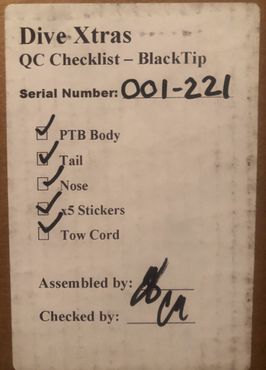 Dive Xtras
QC Checklist – BlackTip
Serial Number: 001-221
PTB Body
Tail
Nose
x5 Stickers
Tow Cord
Assembled by:
Checked by: